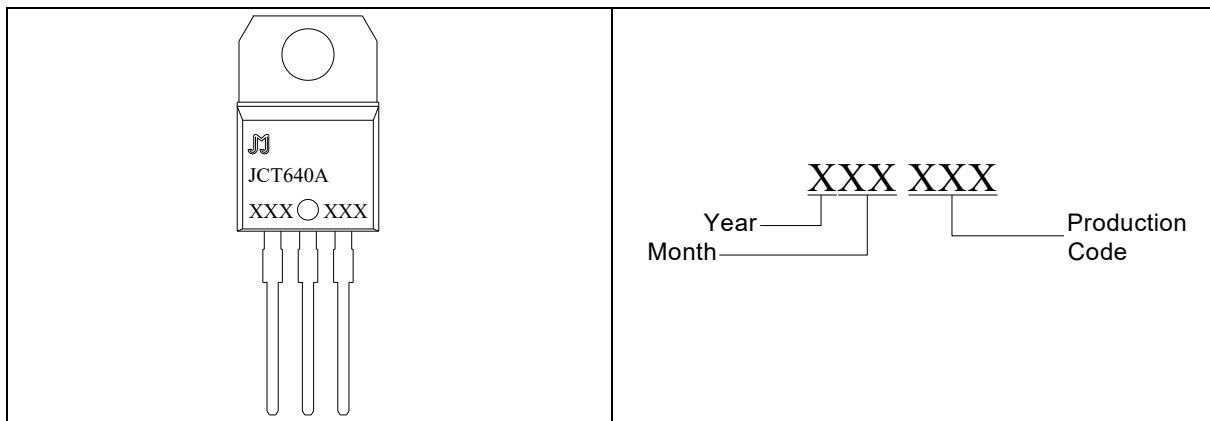 JCT640A
XXX XXX
XXX XXX
Year
Month
Production
Code